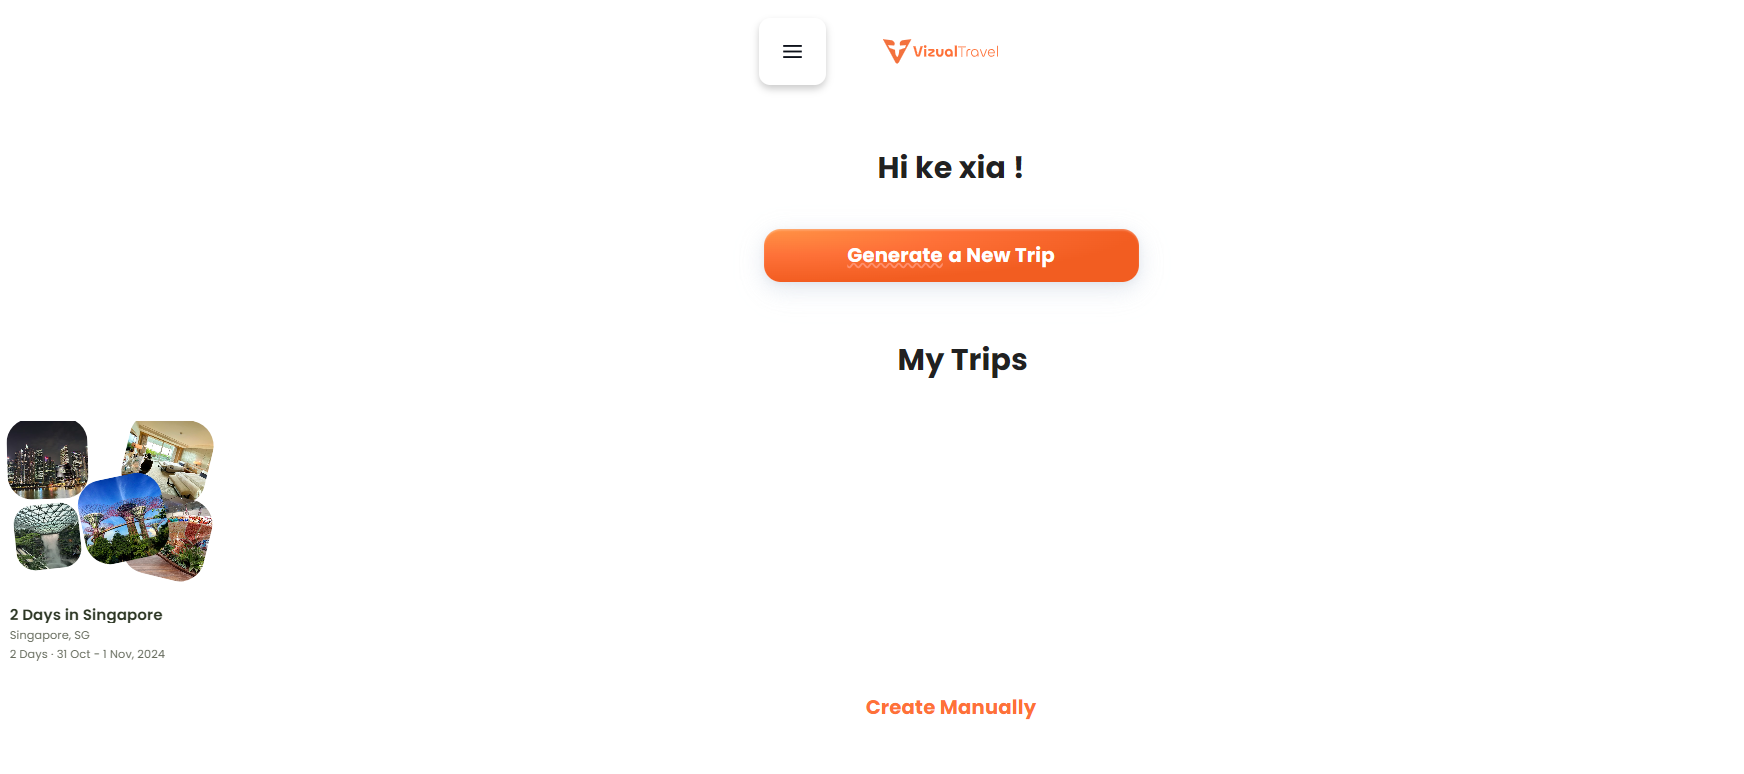 VizualTravel
Hi ke xia !
Generate a New Trip
My Trips
2 Days in Singapore
Singapore, SG
2 Days · 31 Oct - 1 Nov, 2024
Create Manually